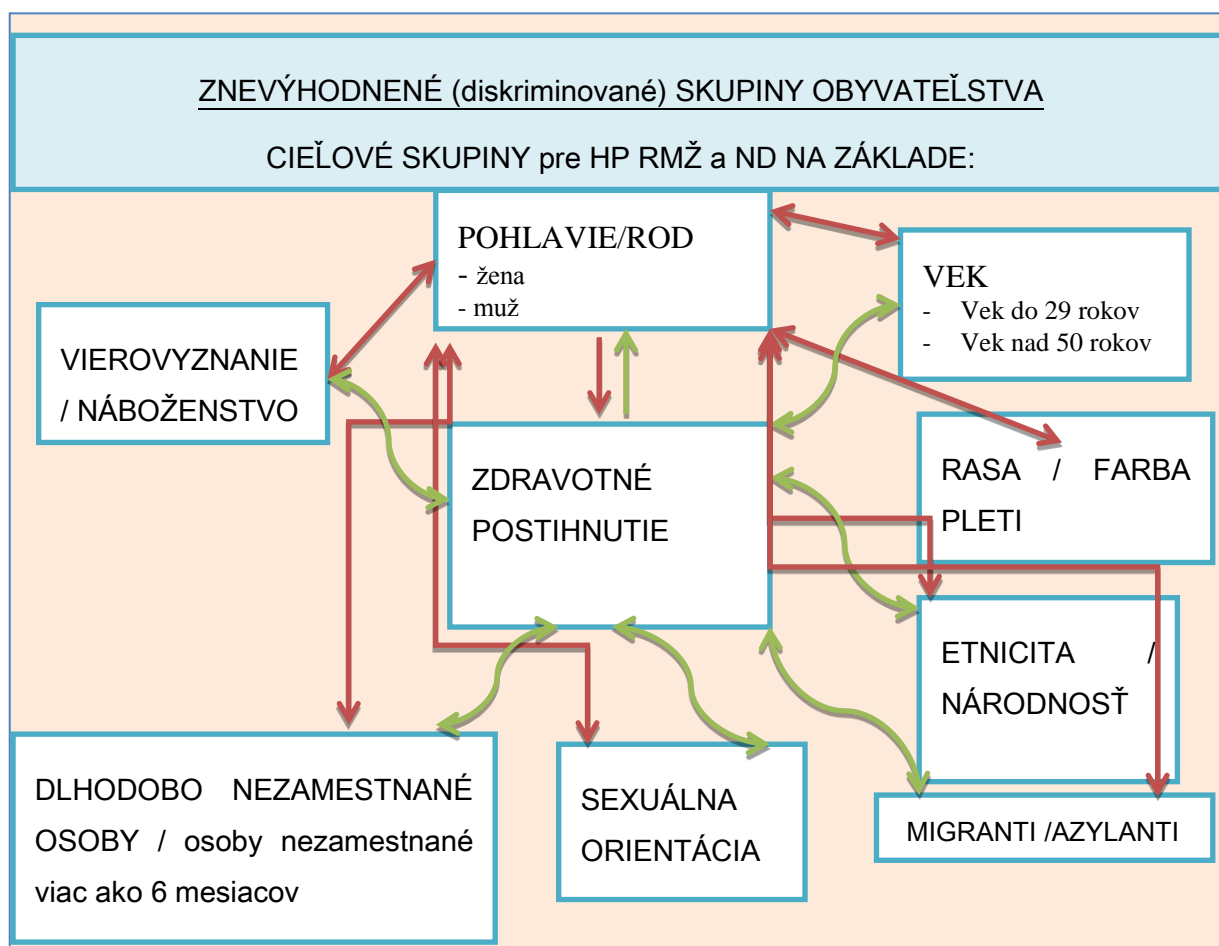 ZNEVÝHODNENÉ (diskriminované) SKUPINY OBYVATEĽSTVA
CIEĽOVÉ SKUPINY pre HP RMŽ a ND NA ZÁKLADE:
POHLAVIE/ROD
- žena
- muž
VEK
- Vek do 29 rokov
- Vek nad 50 rokov
VIEROVYZNANIE
/ NÁBOŽENSTVO
ZDRAVOTNÉ
POSTIHNUTIE
RASA / FARBA
PLETI
ETNICITA /
NÁRODNOSŤ
DLHODOBO NEZAMESTNANÉ
OSOBY / osoby nezamestnané
viac ako 6 mesiacov
SEXUÁLNA
ORIENTÁCIA
MIGRANTI /AZYLANTI